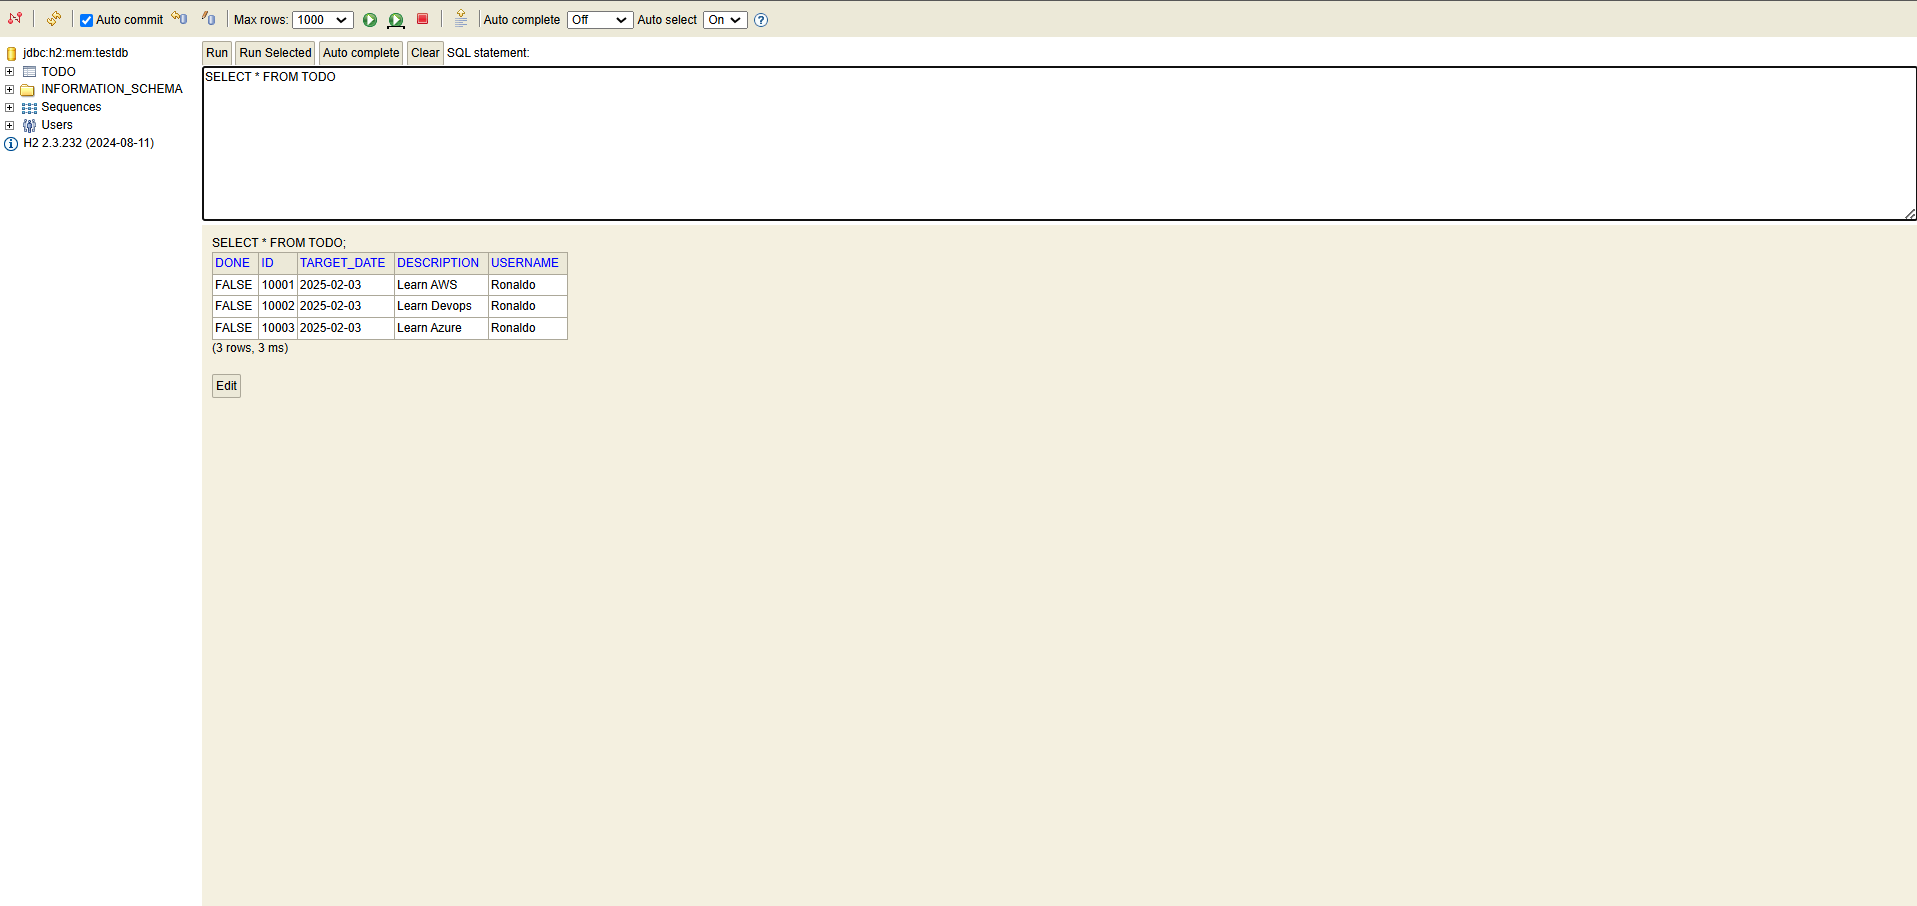 Auto commit Max rows: 1000 Auto complete Off Auto select On ?
jdbc:h2:mem:testdb
TODO
INFORMATION_SCHEMA
Sequences
Users
H2 2.3.232 (2024-08-11)
Run Run Selected Auto complete Clear SQL statement:
SELECT * FROM TODO
SELECT * FROM TODO;
DONE ID TARGET_DATE DESCRIPTION USERNAME
FALSE 10001 2025-02-03 Learn AWS Ronaldo
FALSE 10002 2025-02-03 Learn Devops Ronaldo
FALSE 10003 2025-02-03 Learn Azure Ronaldo
(3 rows, 3 ms)
Edit